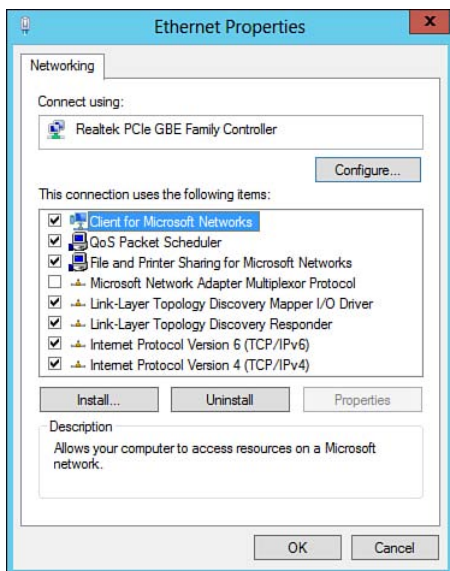 Ethernet Properties
x
Networking
Connect using:
Realtek PCIe GBE Family Controller
Configure...
This connection uses the following items:
Client for Microsoft Networks
QoS Packet Scheduler
File and Printer Sharing for Microsoft Networks
Microsoft Network Adapter Multiplexor Protocol
Link-Layer Topology Discovery Mapper I/O Driver
Link-Layer Topology Discovery Responder
Internet Protocol Version 6 (TCP/IPv6)
Internet Protocol Version 4 (TCP/IPv4)
Install... Uninstall Properties
Description
Allows your computer to access resources on a Microsoft
network.
OK Cancel